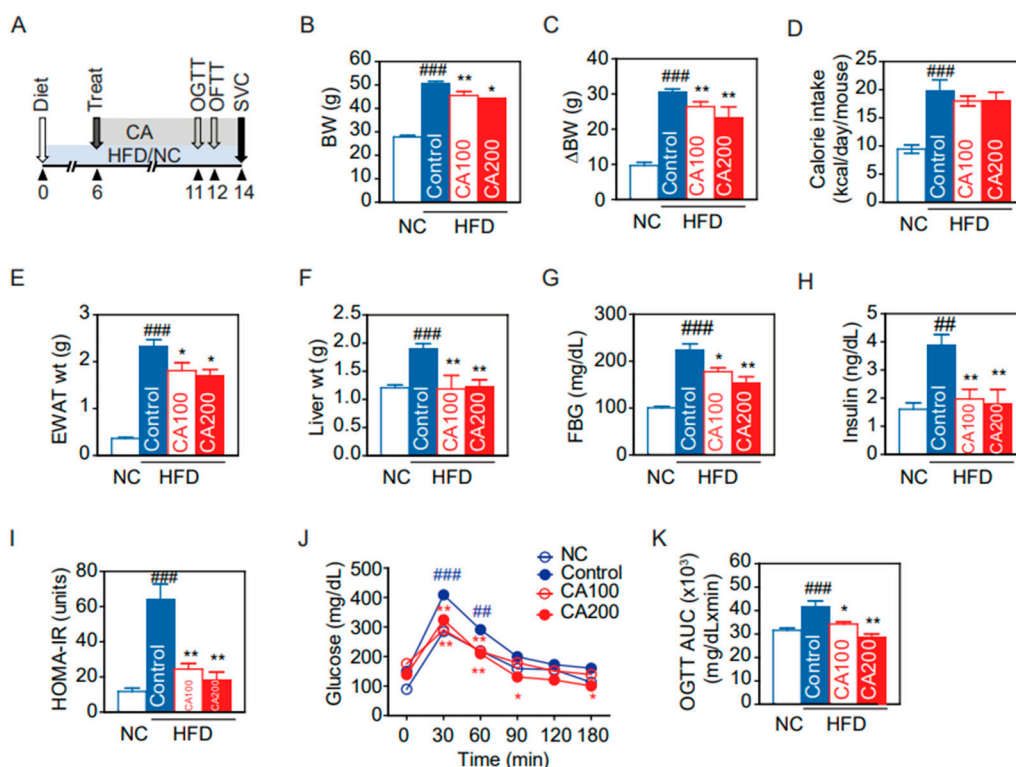 A
Diet
Treat
OGTT
OFTT
SVC
CA
HFD/NC
0
6
11
12
14
B
BW (g)
60
50
40
30
20
10
0
###
**
*
Control
CA100
CA200
NC
HFD
C
ΔBW (g)
40
30
20
10
0
###
**
**
Control
CA100
CA200
NC
HFD
D
Calorie intake
(kcal/day/mouse)
25
20
15
10
5
0
###
Control
CA100
CA200
NC
HFD
E
EWAT wt (g)
3
2
1
0
###
*
*
Control
CA100
CA200
NC
HFD
F
Liver wt (g)
2.5
2.0
1.5
1.0
0.5
0.0
###
**
**
Control
CA100
CA200
NC
HFD
G
FBG (mg/dL)
300
200
100
0
###
*
**
Control
CA100
CA200
NC
HFD
H
Insulin (ng/dL)
5
4
3
2
1
0
##
**
**
Control
CA100
CA200
NC
HFD
I
HOMA-IR (units)
80
60
40
20
0
###
**
**
Control
CA100
CA200
NC
HFD
J
Glucose (mg/dL)
500
400
300
200
100
0
NC
Control
CA100
CA200
###
##
**
**
**
**
*
*
0 30 60 90 120 180
Time (min)
K
OGTT AUC (x10³)
(mg/dLxmin)
60
50
40
30
20
10
0
###
*
**
Control
CA100
CA200
NC
HFD